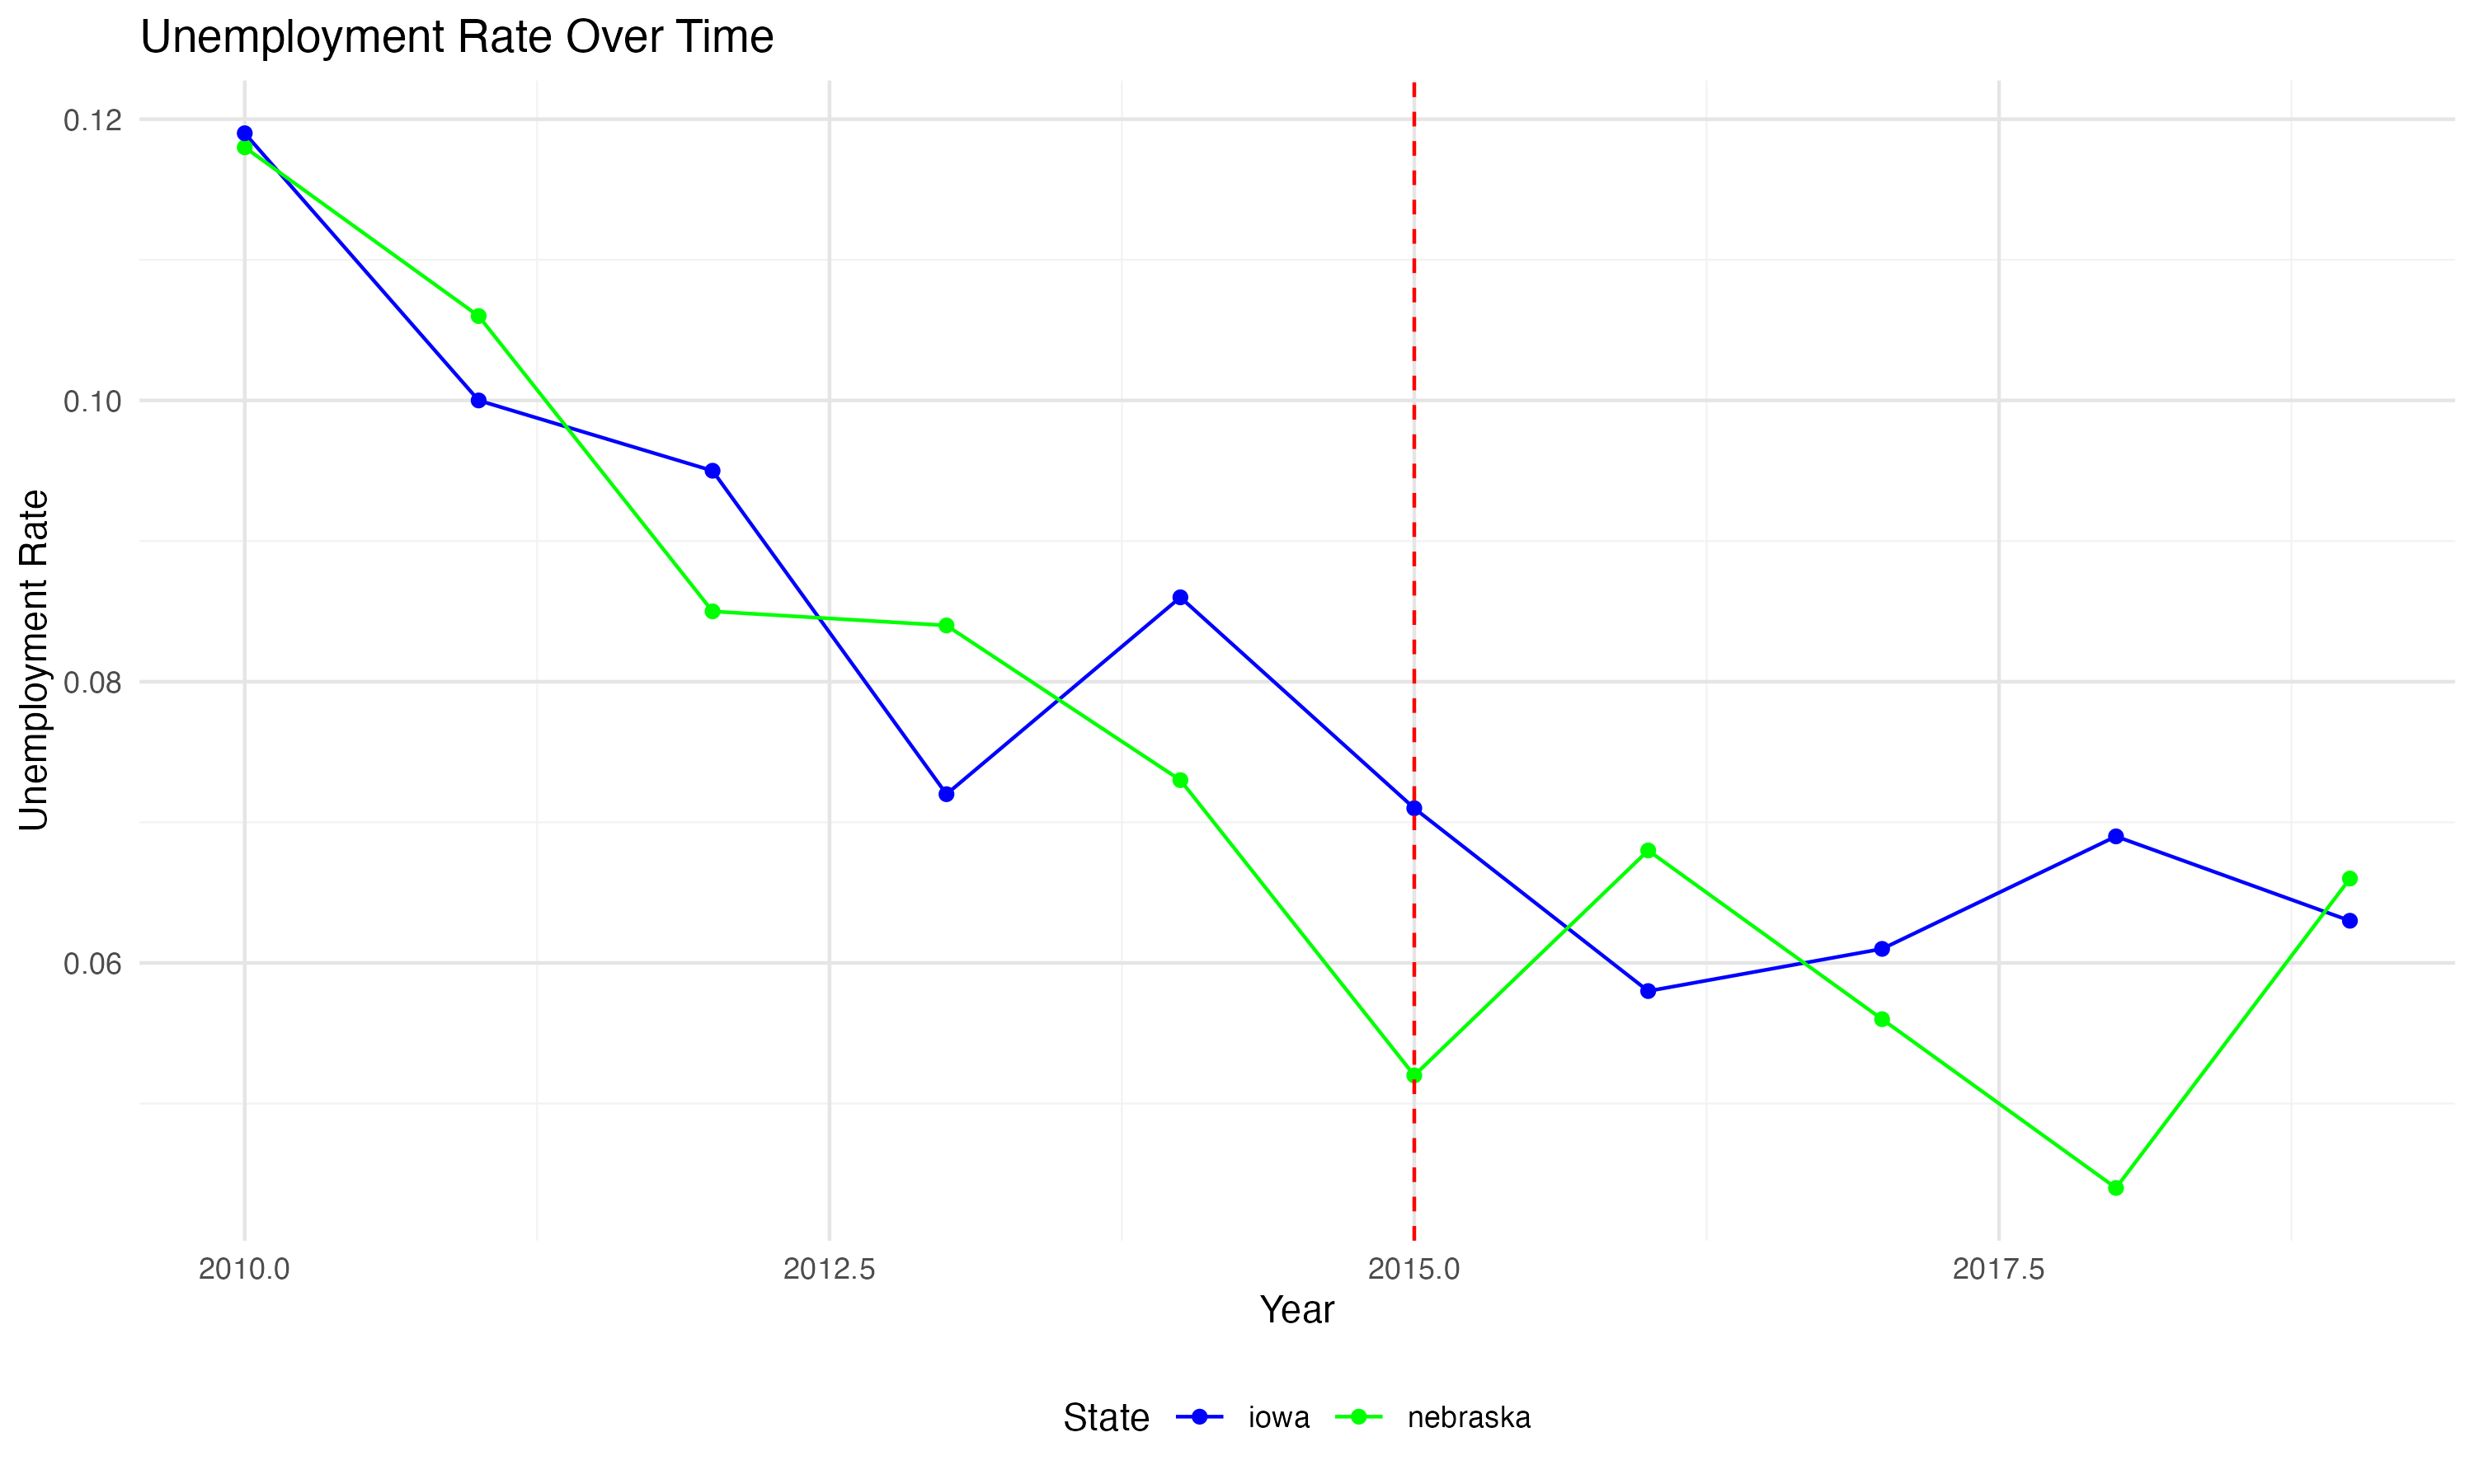 Unemployment Rate Over Time
0.12
0.10
0.08
0.06
Unemployment Rate
2010.0 2012.5 2015.0 2017.5
Year
State iowa nebraska